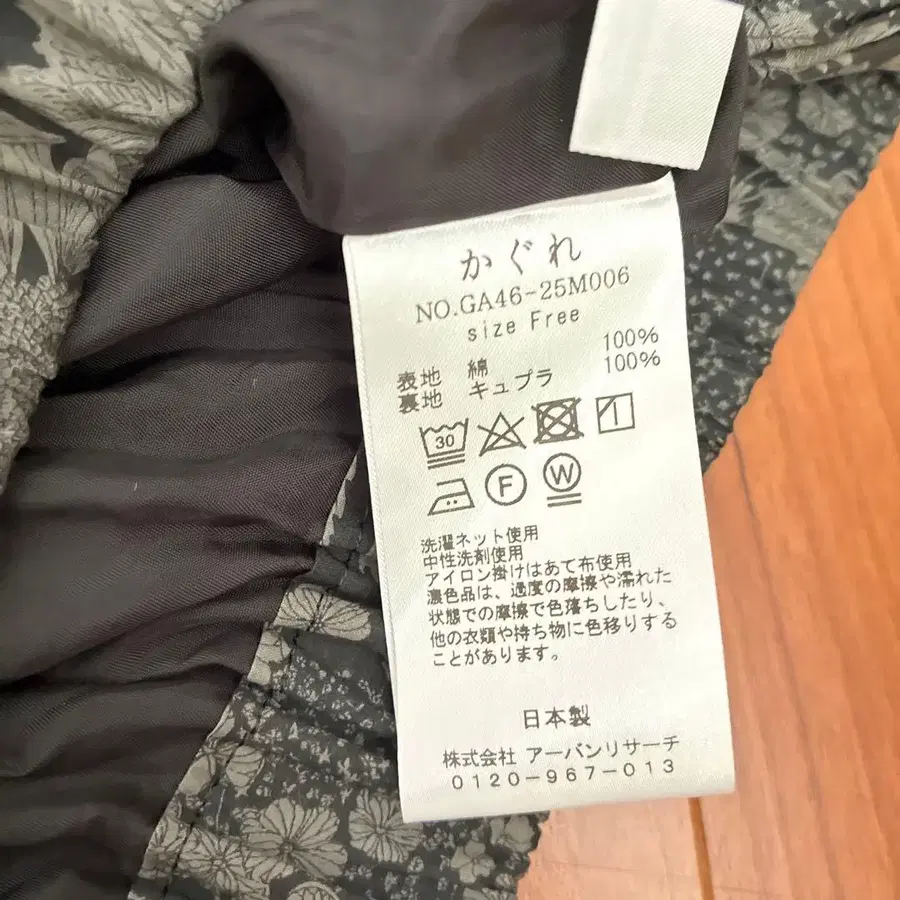 かぐれ
NO.GA46-25M006
size Free
表地 綿 100%
裏地 キュプラ 100%
30
F W
洗濯ネット使用
中性洗剤使用
アイロン掛けはあて布使用
濃色品は、過度の摩擦や濡れた
状態での摩擦で色落ちしたり、
他の衣類や持ち物に色移りする
ことがあります。
日本製
株式会社 アーバンリサーチ
0120-967-013